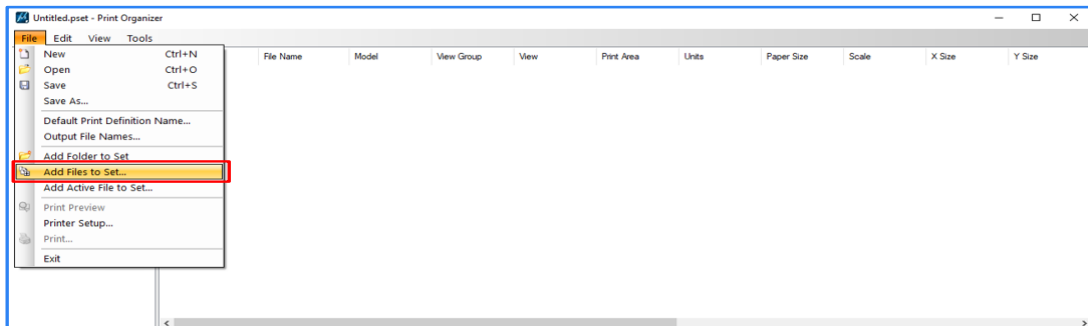 Untitled.pset - Print Organizer
File Edit View Tools
File Name Model View Group View Print Area Units Paper Size Scale X Size Y Size
New Ctrl+N
Open Ctrl+O
Save Ctrl+S
Save As...
Default Print Definition Name...
Output File Names...
Add Folder to Set
Add Files to Set...
Add Active File to Set...
Print Preview
Printer Setup...
Print...
Exit